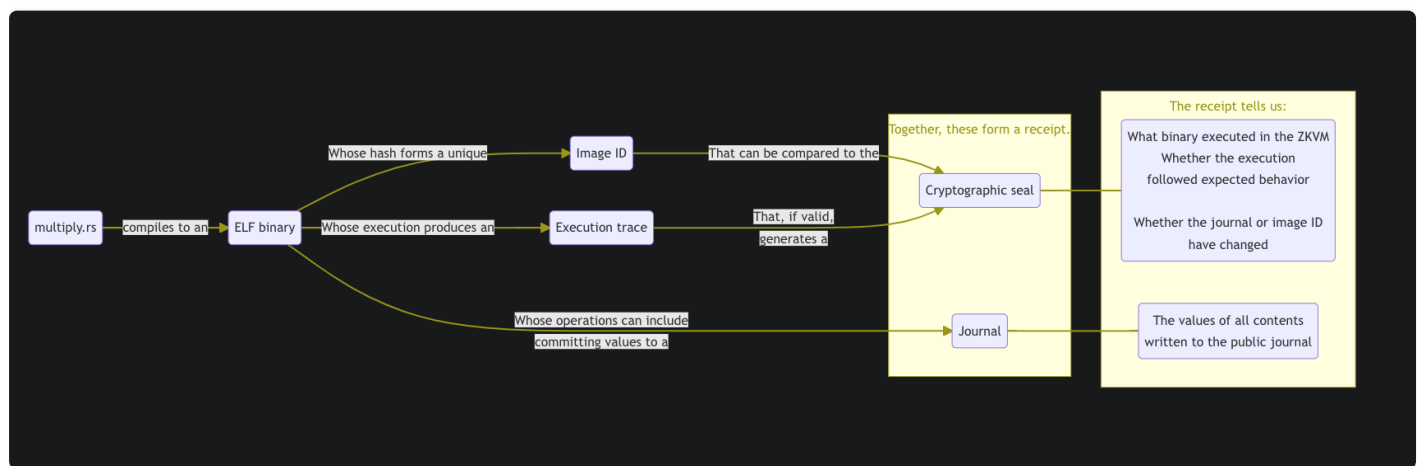 multiply.rs
compiles to an
ELF binary
Whose hash forms a unique
Image ID
That can be compared to the
Whose execution produces an
Execution trace
That, if valid,
generates a
Whose operations can include
committing values to a
Together, these form a receipt.
Cryptographic seal
Journal
The receipt tells us:
What binary executed in the ZKVM
Whether the execution
followed expected behavior
Whether the journal or image ID
have changed
The values of all contents
written to the public journal